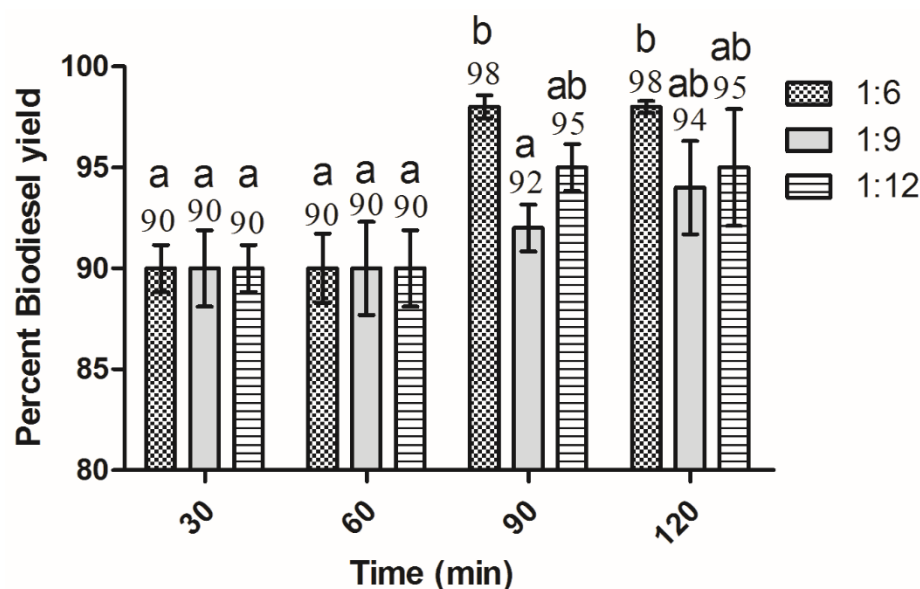 Percent Biodiesel yield
100
95
90
85
80
a a a
90 90 90
a a a
90 90 90
b a ab
98 92 95
b ab ab
98 94 95
30 60 90 120
Time (min)
1:6
1:9
1:12